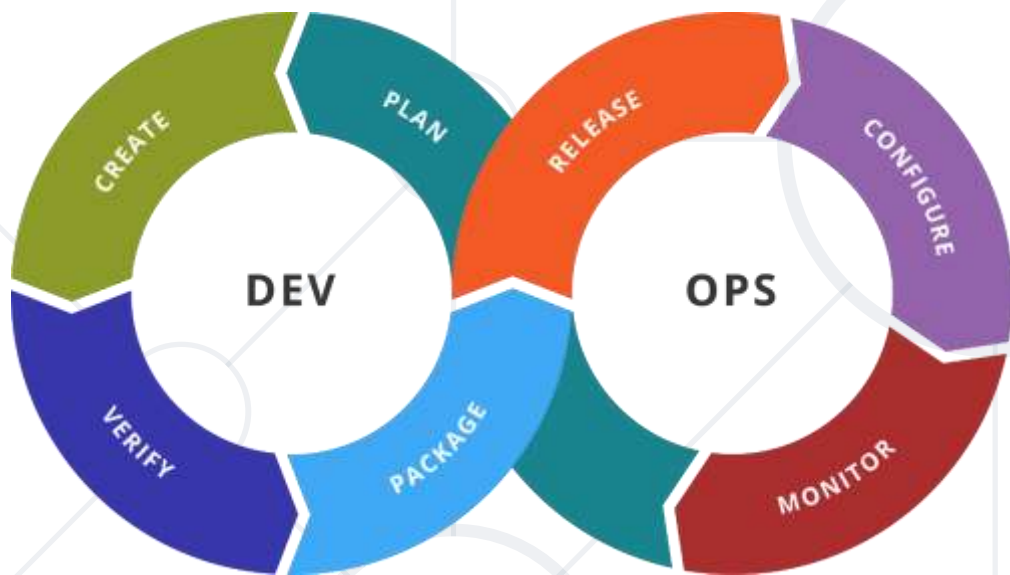 CREATE
PLAN
RELEASE
CONFIGURE
DEV
OPS
VERIFY
PACKAGE
MONITOR